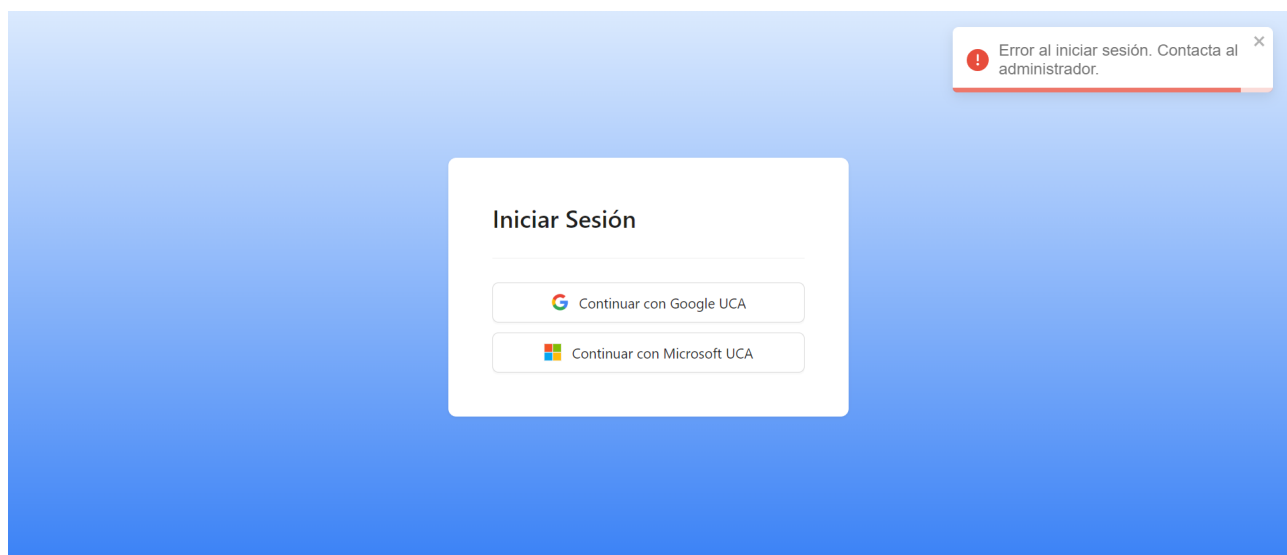 Error al iniciar sesión. Contacta al
administrador.
Iniciar Sesión
Continuar con Google UCA
Continuar con Microsoft UCA